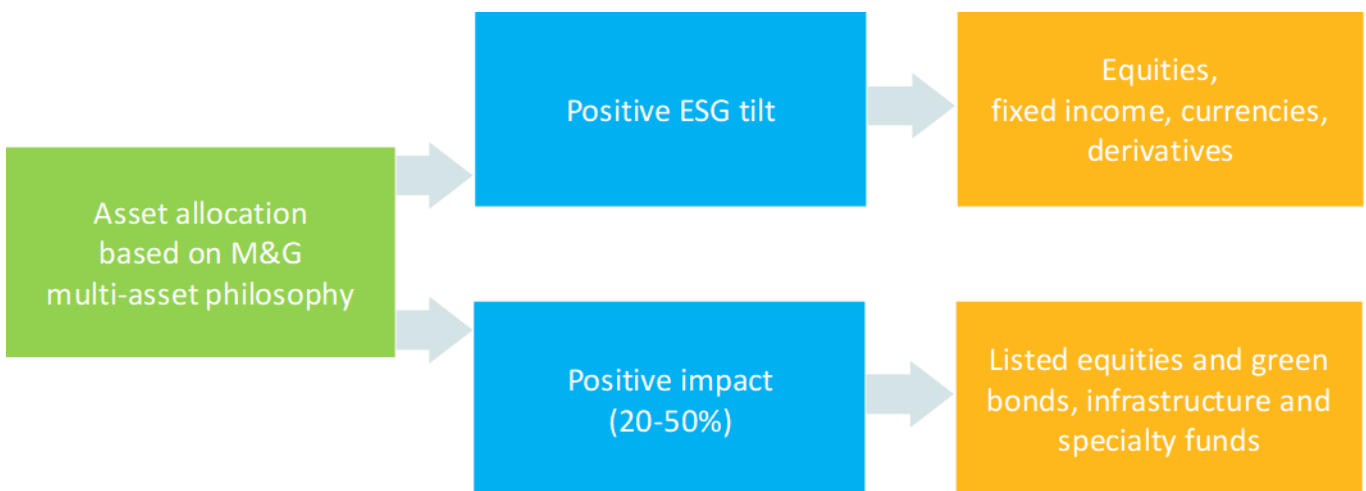 Asset allocation
based on M&G
multi-asset philosophy
Positive ESG tilt
Equities,
fixed income, currencies,
derivatives
Positive impact
(20-50%)
Listed equities and green
bonds, infrastructure and
specialty funds